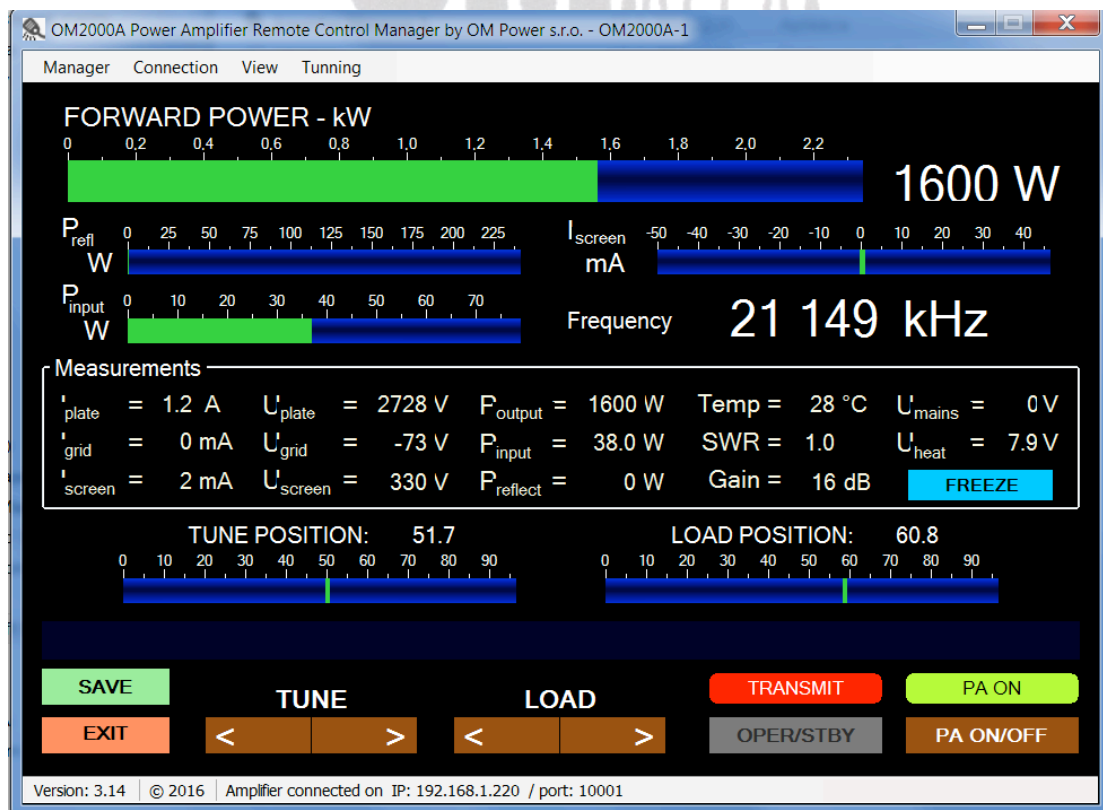 OM2000A Power Amplifier Remote Control Manager by OM Power s.r.o. - OM2000A-1
Manager Connection View Tunning
FORWARD POWER - kW
0 0,2 0,4 0,6 0,8 1,0 1,2 1,4 1,6 1,8 2,0 2,2
1600 W
Prefl W
0 25 50 75 100 125 150 175 200 225
Iscreen mA
-50 -40 -30 -20 -10 0 10 20 30 40
Pinput W
0 10 20 30 40 50 60 70
Frequency 21 149 kHz
Measurements
Iplate = 1.2 A Uplate = 2728 V Poutput = 1600 W Temp = 28 °C Umains = 0 V
Igrid = 0 mA Ugrid = -73 V Pinput = 38.0 W SWR = 1.0 Uheat = 7.9 V
Iscreen = 2 mA Uscreen = 330 V Preflect = 0 W Gain = 16 dB FREEZE
TUNE POSITION: 51.7 LOAD POSITION: 60.8
0 10 20 30 40 50 60 70 80 90 0 10 20 30 40 50 60 70 80 90
SAVE TUNE LOAD TRANSMIT PA ON
EXIT < > < > OPER/STBY PA ON/OFF
Version: 3.14 © 2016 Amplifier connected on IP: 192.168.1.220 / port: 10001